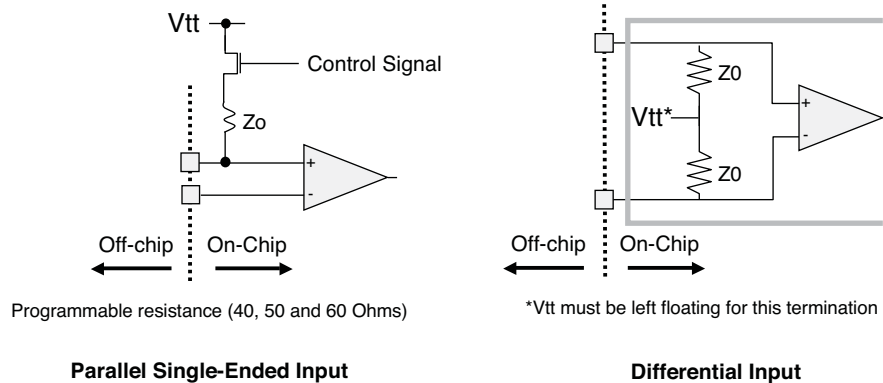 Vtt
Control Signal
Zo
+
-
Off-chip On-Chip
Programmable resistance (40, 50 and 60 Ohms)
Parallel Single-Ended Input
Z0
Vtt*
Z0
+
-
Off-chip On-Chip
*Vtt must be left floating for this termination
Differential Input